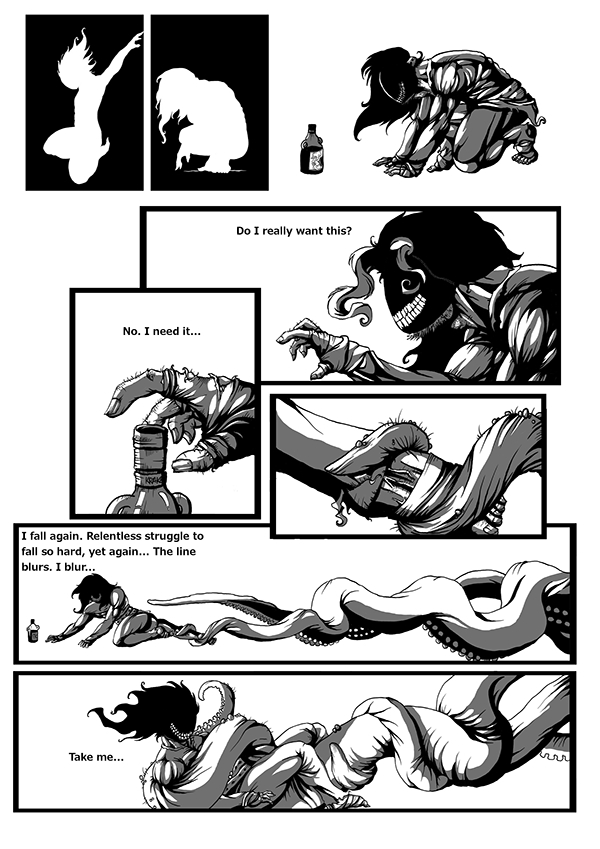 Do I really want this?
No. I need it...
KRAK
I fall again. Relentless struggle to
fall so hard, yet again... The line
blurs. I blur...
Take me...